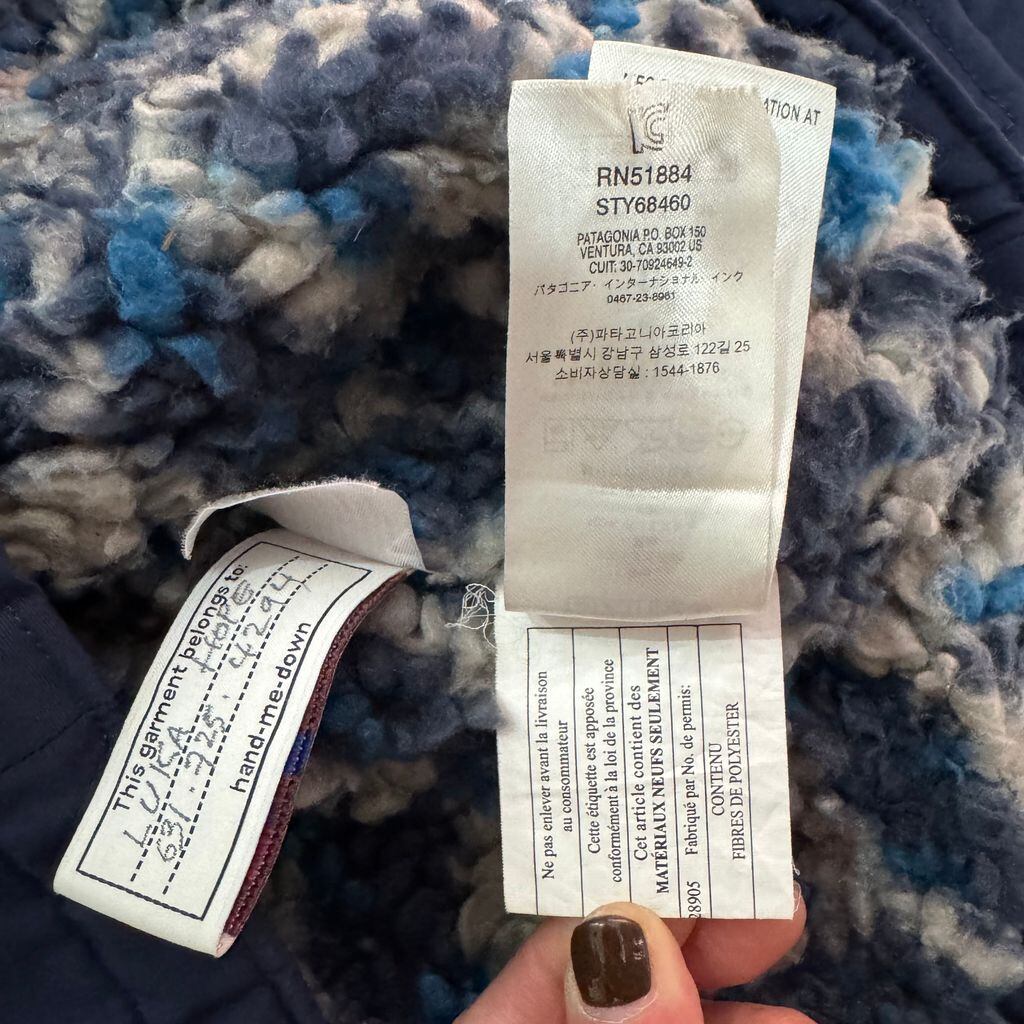 ATION AT
RN51884
STY68460
PATAGONIA P.O. BOX 150
VENTURA, CA 93002 US
CUIT: 30-70924649-2
パタゴニア・インターナショナル インク
0467-23-8961
(주)파타고니아코리아
서울특별시 강남구 삼성로 122길 25
소비자상담실 : 1544-1876
This garment belongs to:
LUKA HOPE
631.725.4294
hand-me-down
Ne pas enlever avant la livraison
au consommateur
Cette étiquette est apposée
conformément à la loi de la province
Cet article contient des
MATÉRIAUX NEUFS SEULEMENT
Fabriqué par No. de permis:
28905
CONTENU
FIBRES DE POLYESTER